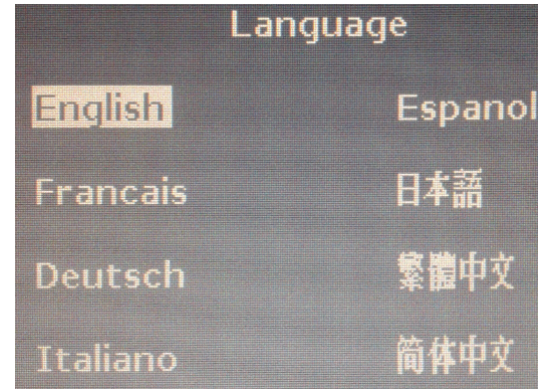 Language
English Espanol
Francais 日本語
Deutsch 繁體中文
Italiano 简体中文